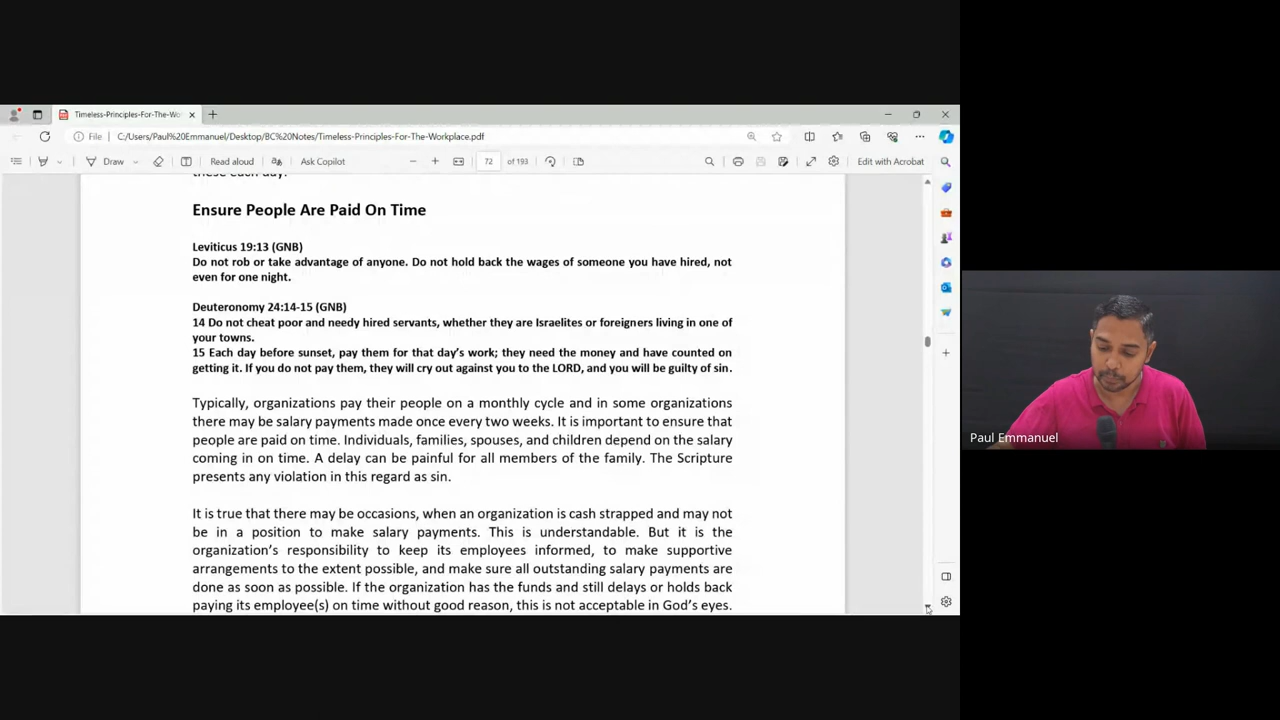 Timeless-Principles-For-The-Wo
File
C:/Users/Paul%20Emmanuel/Desktop/BC%20Notes/Timeless-Principles-For-The-Workplace.pdf
Draw
Read aloud
Ask Copilot
72 of 193
Edit with Acrobat
these each day.
Ensure People Are Paid On Time
Leviticus 19:13 (GNB)
Do not rob or take advantage of anyone. Do not hold back the wages of someone you have hired, not
even for one night.
Deuteronomy 24:14-15 (GNB)
14 Do not cheat poor and needy hired servants, whether they are Israelites or foreigners living in one of
your towns.
15 Each day before sunset, pay them for that day's work; they need the money and have counted on
getting it. If you do not pay them, they will cry out against you to the LORD, and you will be guilty of sin.
Typically, organizations pay their people on a monthly cycle and in some organizations
there may be salary payments made once every two weeks. It is important to ensure that
people are paid on time. Individuals, families, spouses, and children depend on the salary
coming in on time. A delay can be painful for all members of the family. The Scripture
presents any violation in this regard as sin.
It is true that there may be occasions, when an organization is cash strapped and may not
be in a position to make salary payments. This is understandable. But it is the
organization's responsibility to keep its employees informed, to make supportive
arrangements to the extent possible, and make sure all outstanding salary payments are
done as soon as possible. If the organization has the funds and still delays or holds back
paying its employee(s) on time without good reason, this is not acceptable in God's eyes.
Paul Emmanuel